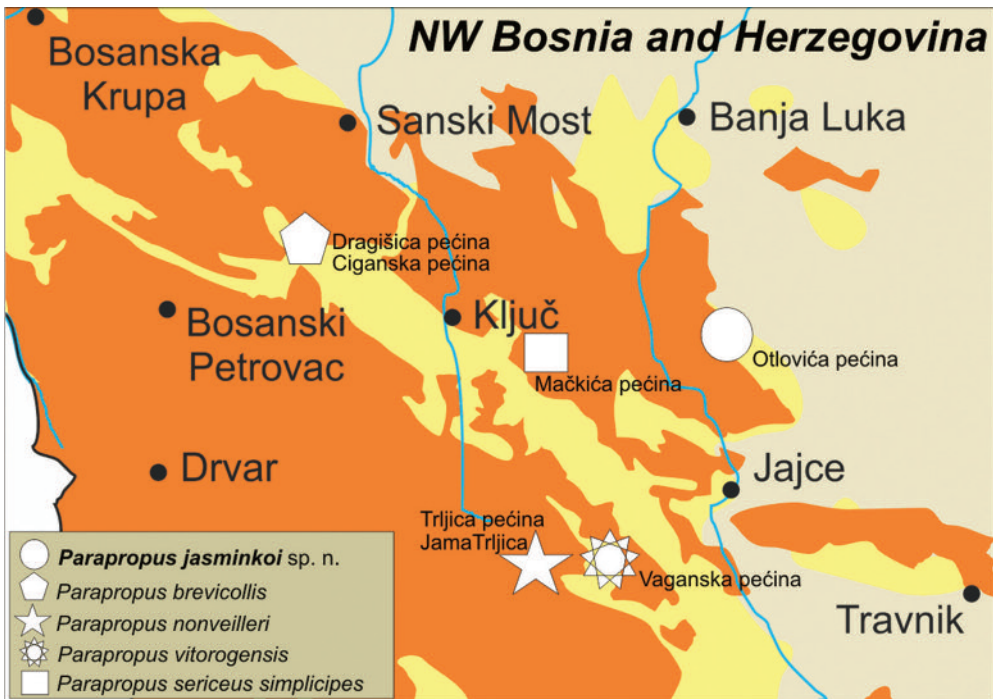 NW Bosnia and Herzegovina
Bosanska
Krupa
Sanski Most
Banja Luka
Dragišica pećina
Ciganska pećina
Bosanski
Petrovac
Ključ
Mačkića pećina
Otlovića pećina
Drvar
Jajce
Trljica pećina
JamaTrljica
Vaganska pećina
Travnik
Parapropus jasminkoi sp. n.
Parapropus brevicollis
Parapropus nonveilleri
Parapropus vitorogensis
Parapropus sericeus simplicipes